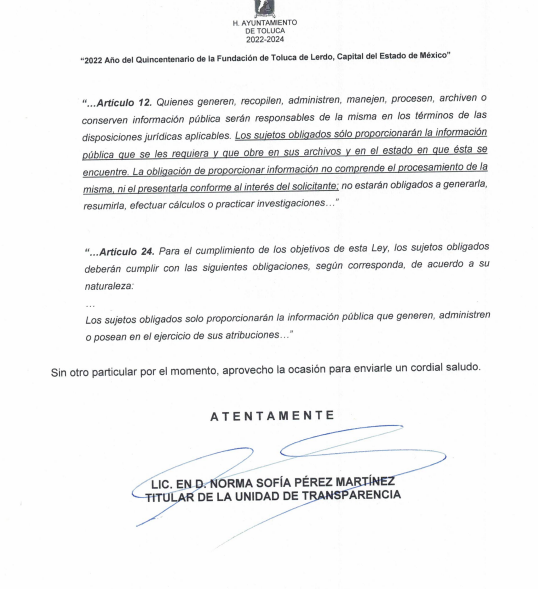 H. AYUNTAMIENTO
DE TOLUCA
2022-2024
“2022 Año del Quincentenario de la Fundación de Toluca de Lerdo, Capital del Estado de México”
“…Artículo 12. Quienes generen, recopilen, administren, manejen, procesen, archiven o
conserven información pública serán responsables de la misma en los términos de las
disposiciones jurídicas aplicables. Los sujetos obligados sólo proporcionarán la información
pública que se les requiera y que obre en sus archivos y en el estado en que ésta se
encuentre. La obligación de proporcionar información no comprende el procesamiento de la
misma, ni el presentarla conforme al interés del solicitante; no estarán obligados a generarla,
resumirla, efectuar cálculos o practicar investigaciones…”
“…Artículo 24. Para el cumplimiento de los objetivos de esta Ley, los sujetos obligados
deberán cumplir con las siguientes obligaciones, según corresponda, de acuerdo a su
naturaleza:
…
Los sujetos obligados solo proporcionarán la información pública que generen, administren
o posean en el ejercicio de sus atribuciones…”
Sin otro particular por el momento, aprovecho la ocasión para enviarle un cordial saludo.
ATENTAMENTE
LIC. EN D. NORMA SOFÍA PÉREZ MARTÍNEZ
TITULAR DE LA UNIDAD DE TRANSPARENCIA